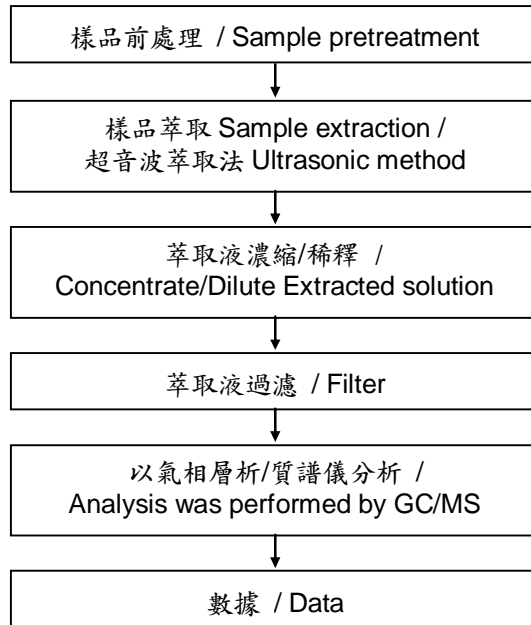 樣品前處理 / Sample pretreatment
樣品萃取 Sample extraction /
超音波萃取法 Ultrasonic method
萃取液濃縮/稀釋 /
Concentrate/Dilute Extracted solution
萃取液過濾 / Filter
以氣相層析/質譜儀分析 /
Analysis was performed by GC/MS
數據 / Data